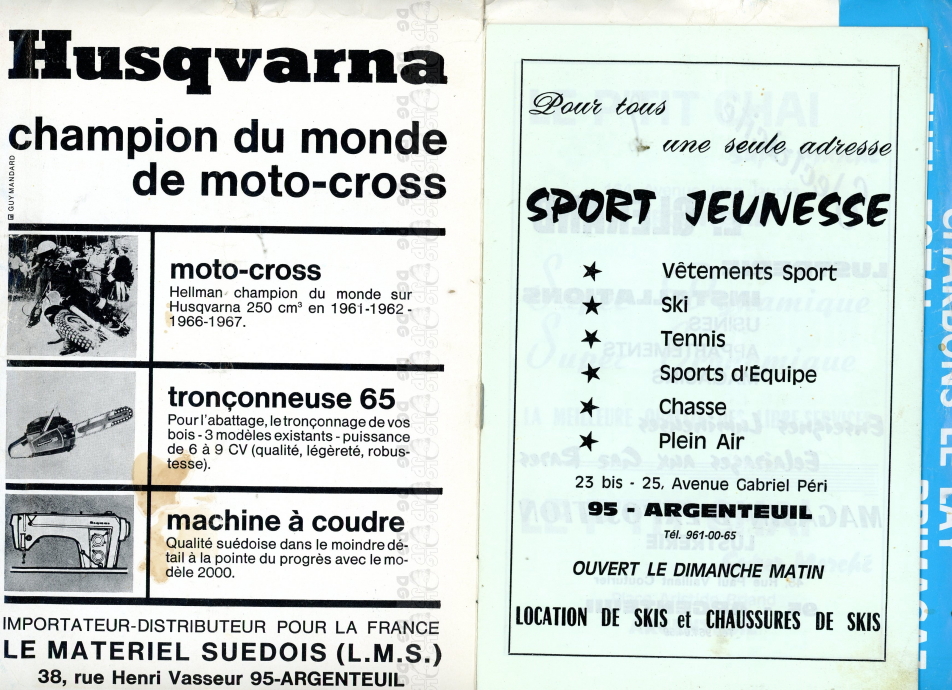 Husqvarna
champion du monde
de moto-cross
GUY MANDARD
moto-cross
Hellman champion du monde sur
Husqvarna 250 cm³ en 1961-1962-
1966-1967.
tronçonneuse 65
Pour l'abattage, le tronçonnage de vos
bois - 3 modèles existants - puissance
de 6 à 9 CV (qualité, légèreté, robus-
tesse).
machine à coudre
Qualité suédoise dans le moindre dé-
tail à la pointe du progrès avec le mo-
dèle 2000.
IMPORTATEUR-DISTRIBUTEUR POUR LA FRANCE
LE MATERIEL SUEDOIS (L.M.S.)
38, rue Henri Vasseur 95-ARGENTEUIL
Pour tous
une seule adresse
SPORT JEUNESSE
★ Vêtements Sport
★ Ski
★ Tennis
★ Sports d'Équipe
★ Chasse
★ Plein Air
23 bis - 25, Avenue Gabriel Péri
95 - ARGENTEUIL
Tél. 961-00-65
OUVERT LE DIMANCHE MATIN
LOCATION DE SKIS et CHAUSSURES DE SKIS